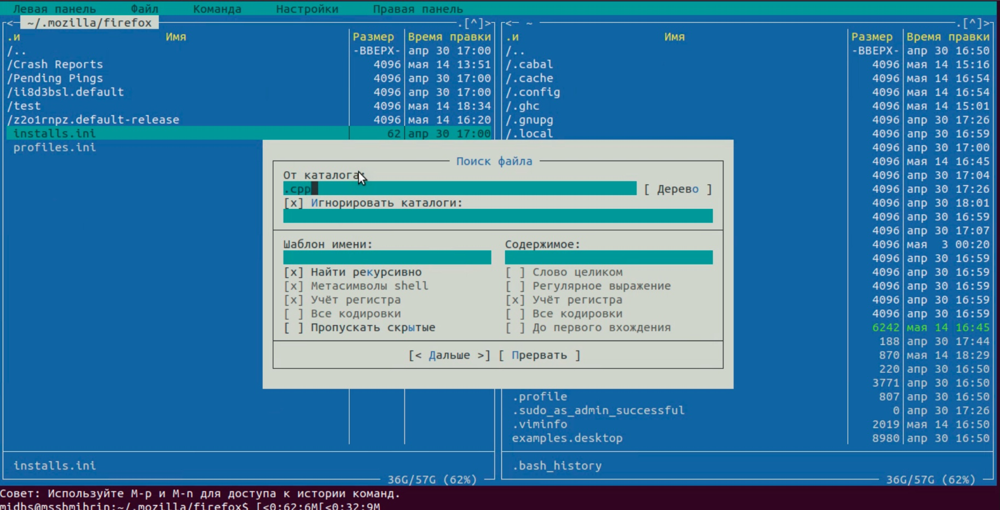 Левая панель Файл Команда Настройки Правая панель
<─ ~/.mozilla/firefox .[^]>
.и Имя Размер Время правки
/.. -ВВЕРХ- апр 30 17:00
/Crash Reports 4096 мая 14 13:51
/Pending Pings 4096 апр 30 17:00
/ii8d3bsl.default 4096 апр 30 17:00
/test 4096 мая 14 18:34
/z2o1rnpz.default-release 4096 мая 14 16:20
installs.ini 62 апр 30 17:00
profiles.ini
installs.ini
36G/57G (62%)
<─ ~ .[^]>
.и Имя Размер Время правки
/.. -ВВЕРХ- апр 30 16:50
/.cabal 4096 мая 14 15:16
/.cache 4096 мая 14 16:54
/.config 4096 мая 14 16:54
/.ghc 4096 мая 14 15:01
/.gnupg 4096 апр 30 17:26
/.local 4096 апр 30 16:59
4096 апр 30 17:00
4096 мая 14 16:45
4096 апр 30 17:04
4096 апр 30 17:26
4096 апр 30 18:01
4096 апр 30 16:59
4096 апр 30 17:07
4096 мая 3 00:20
4096 апр 30 16:59
4096 апр 30 16:59
4096 апр 30 16:59
4096 апр 30 16:59
4096 апр 30 16:59
6242 мая 14 16:45
188 апр 30 17:44
870 мая 14 18:29
220 апр 30 16:50
3771 апр 30 16:50
.profile 807 апр 30 16:50
.sudo_as_admin_successful 0 апр 30 17:26
.viminfo 2019 мая 14 16:50
examples.desktop 8980 апр 30 16:50
.bash_history
36G/57G (62%)
Поиск файла
От каталога:
.cpp [ Дерево ]
[x] Игнорировать каталоги:
Шаблон имени: Содержимое:
[x] Найти рекурсивно [ ] Слово целиком
[x] Метасимволы shell [ ] Регулярное выражение
[x] Учёт регистра [x] Учёт регистра
[ ] Все кодировки [ ] Все кодировки
[ ] Пропускать скрытые [ ] До первого вхождения
[< Дальше >] [ Прервать ]
Совет: Используйте M-p и M-n для доступа к истории команд.
midhs@msshmihrin:~/.mozilla/firefox$ [<0;62;6M[<0;32;9M